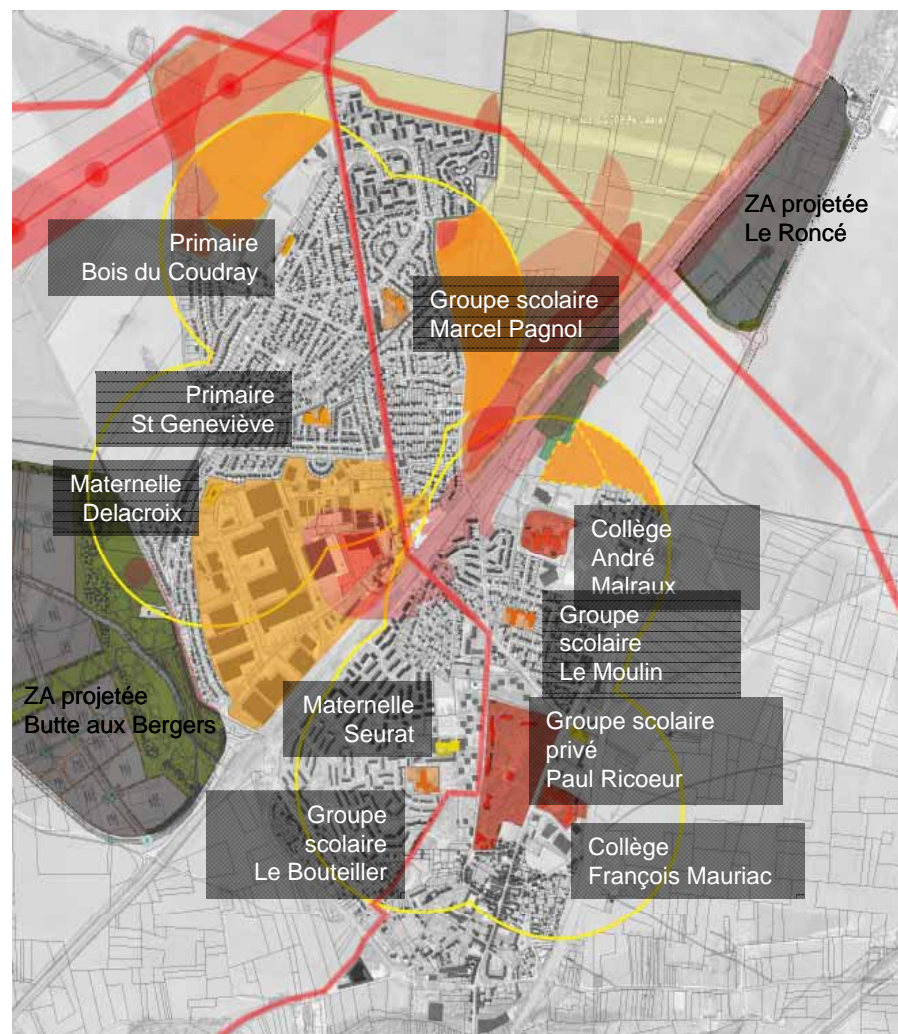 ZA projetée
Le Roncé
Primaire
Bois du Coudray
Groupe scolaire
Marcel Pagnol
Primaire
St Geneviève
Maternelle
Delacroix
Collège
André
Malraux
Groupe
scolaire
Le Moulin
ZA projetée
Butte aux Bergers
Maternelle
Seurat
Groupe scolaire
privé
Paul Ricoeur
Groupe
scolaire
Le Bouteiller
Collège
François Mauriac